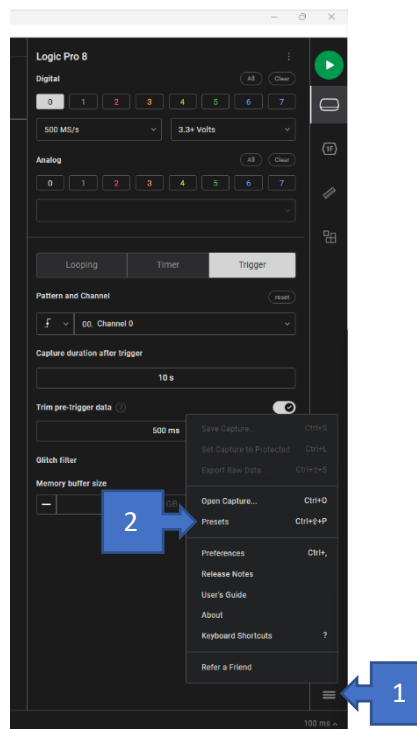 Logic Pro 8
Digital All Clear
0 1 2 3 4 5 6 7
500 MS/s 3.3+ Volts
Analog All Clear
0 1 2 3 4 5 6 7
Looping Timer Trigger
Pattern and Channel reset
00. Channel 0
Capture duration after trigger
10 s
Trim pre-trigger data ?
500 ms
Glitch filter
Memory buffer size
GB
Save Capture... Ctrl+S
Set Capture to Protected Ctrl+L
Export Raw Data... Ctrl+⇧+S
Open Capture... Ctrl+O
Presets Ctrl+⇧+P
Preferences Ctrl+,
Release Notes
User's Guide
About
Keyboard Shortcuts ?
Refer a Friend
2
1
100 ms
1F